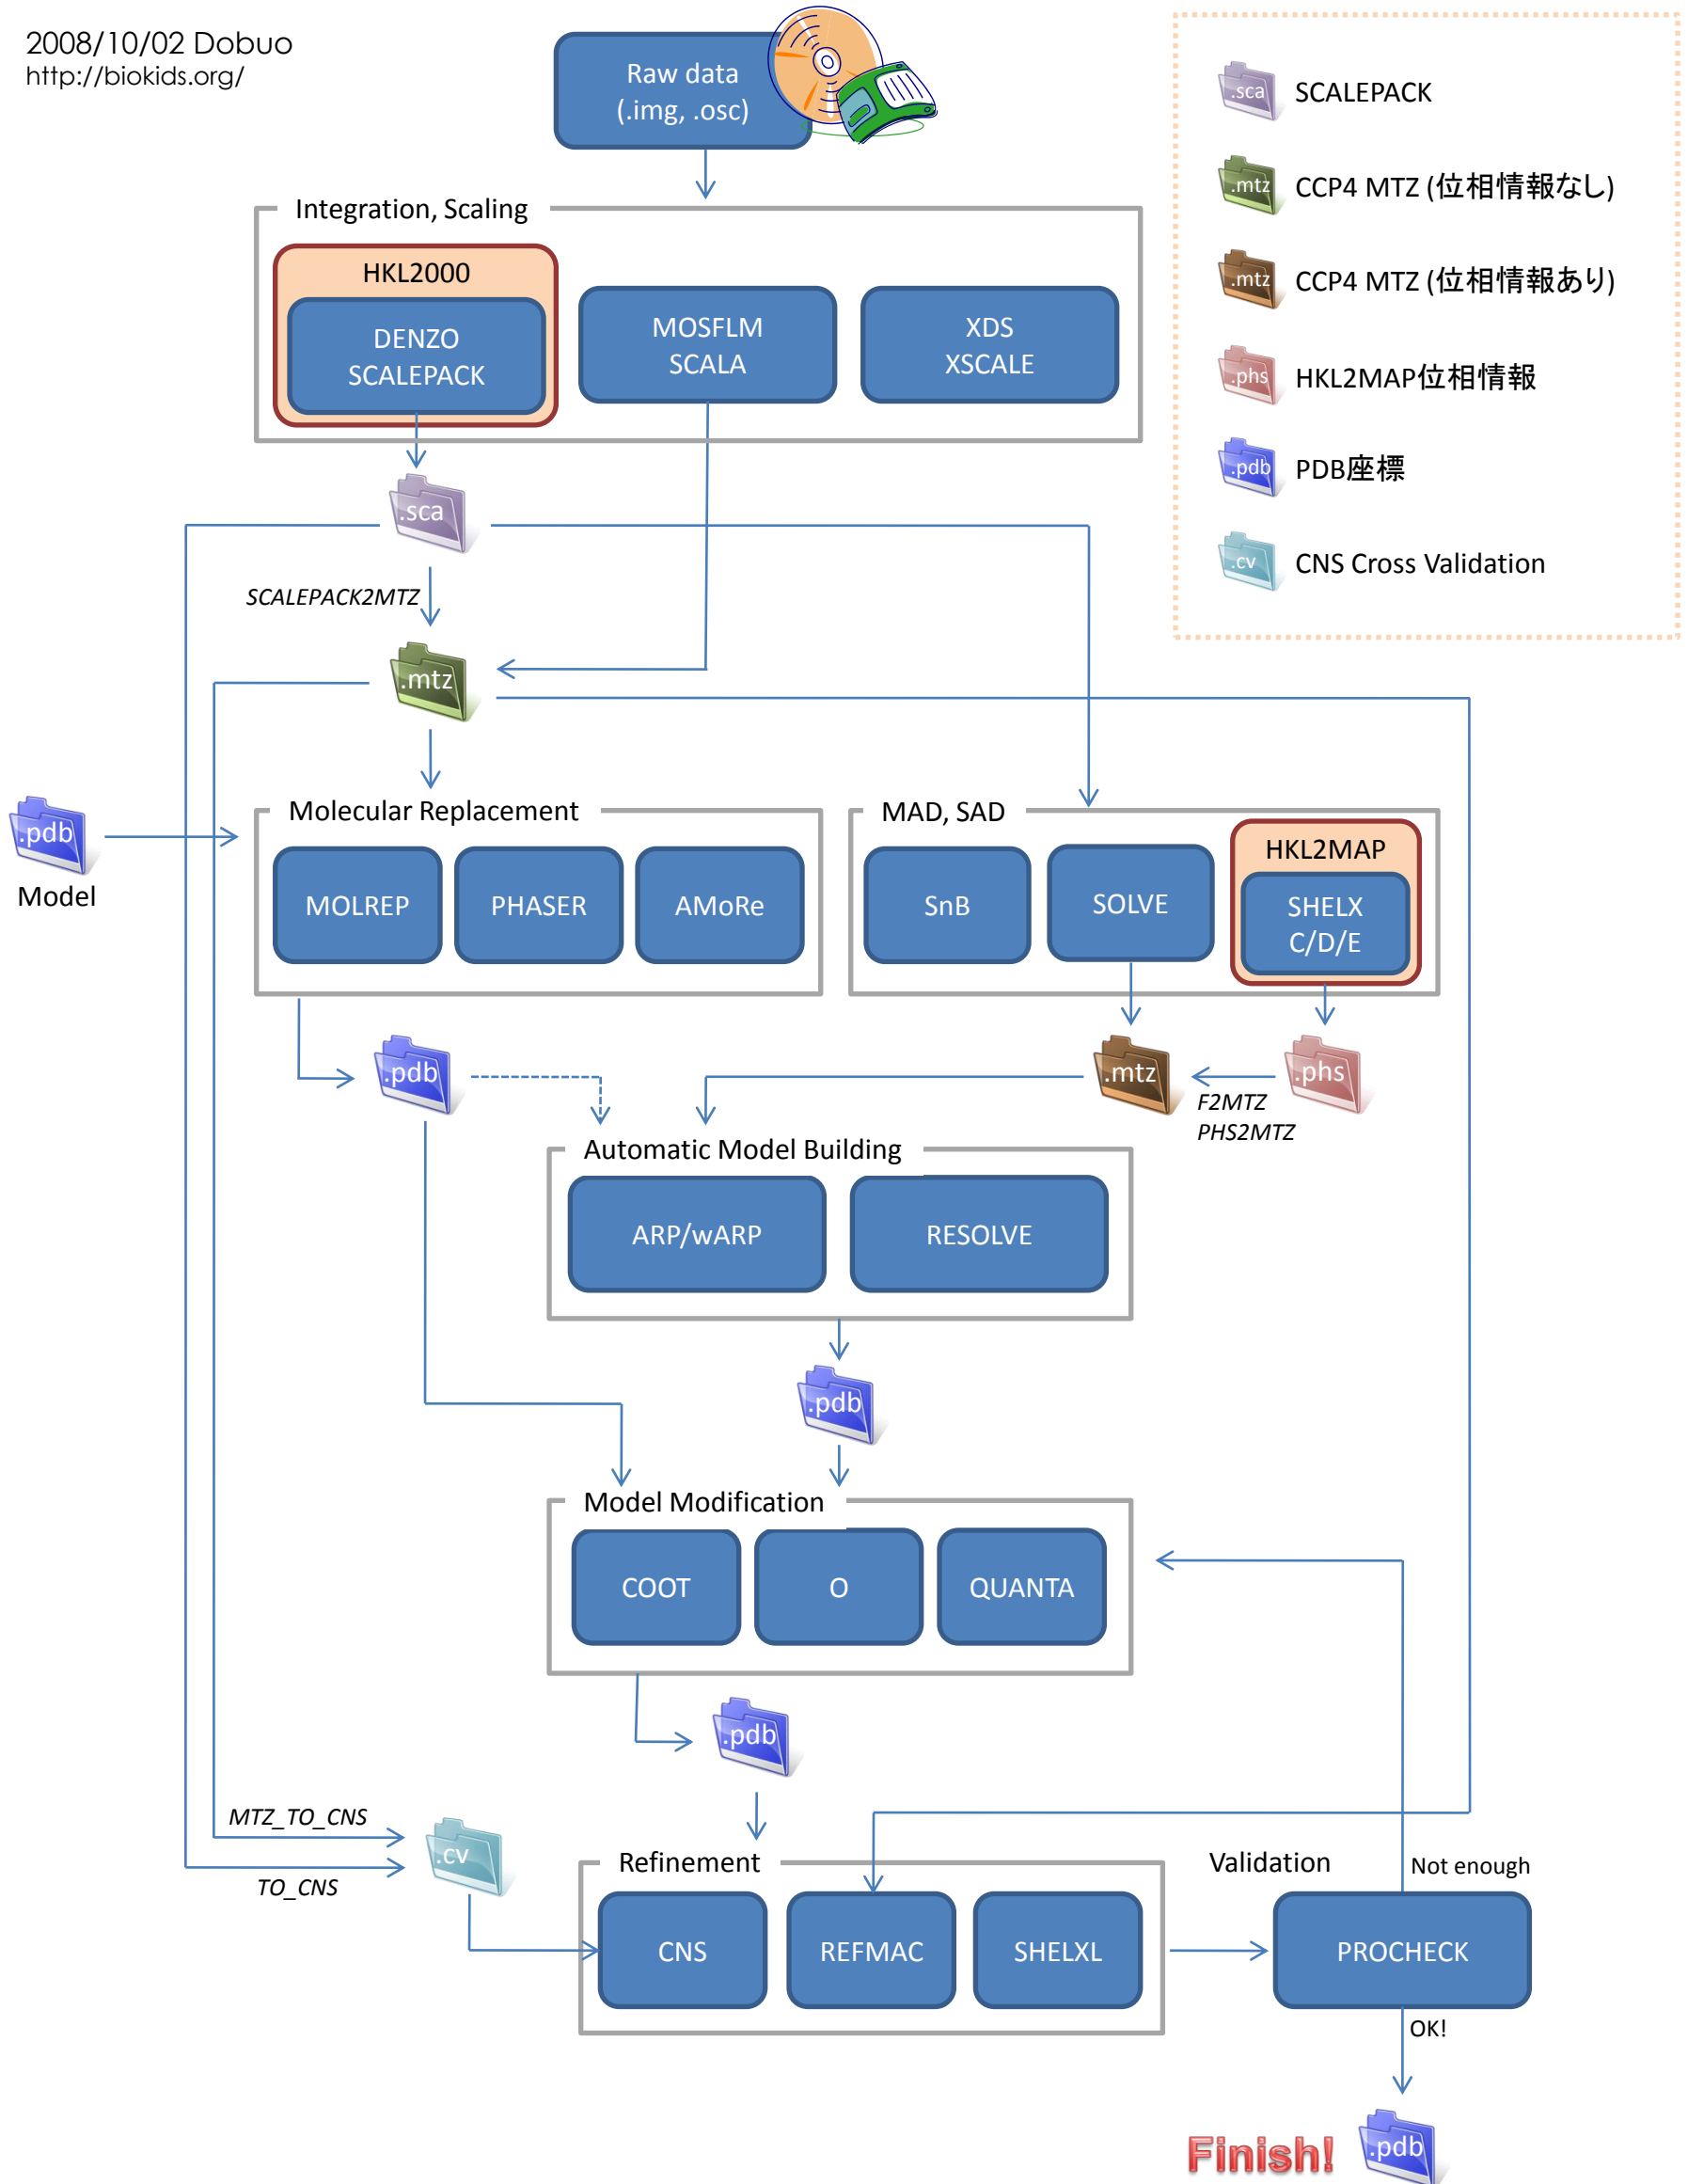 2008/10/02 Dobuo
http://biokids.org/
Raw data
(.img, .osc)
.sca
SCALEPACK
.mtz
CCP4 MTZ (位相情報なし)
.mtz
CCP4 MTZ (位相情報あり)
.phs
HKL2MAP位相情報
.pdb
PDB座標
.cv
CNS Cross Validation
Integration, Scaling
HKL2000
DENZO
SCALEPACK
MOSFLM
SCALA
XDS
XSCALE
.sca
SCALEPACK2MTZ
.mtz
.pdb
Model
Molecular Replacement
MOLREP
PHASER
AMoRe
MAD, SAD
SnB
SOLVE
HKL2MAP
SHELX
C/D/E
.pdb
.mtz
.phs
F2MTZ
PHS2MTZ
Automatic Model Building
ARP/wARP
RESOLVE
.pdb
Model Modification
COOT
O
QUANTA
.pdb
MTZ_TO_CNS
TO_CNS
.cv
Refinement
CNS
REFMAC
SHELXL
Validation
Not enough
PROCHECK
OK!
Finish!
.pdb